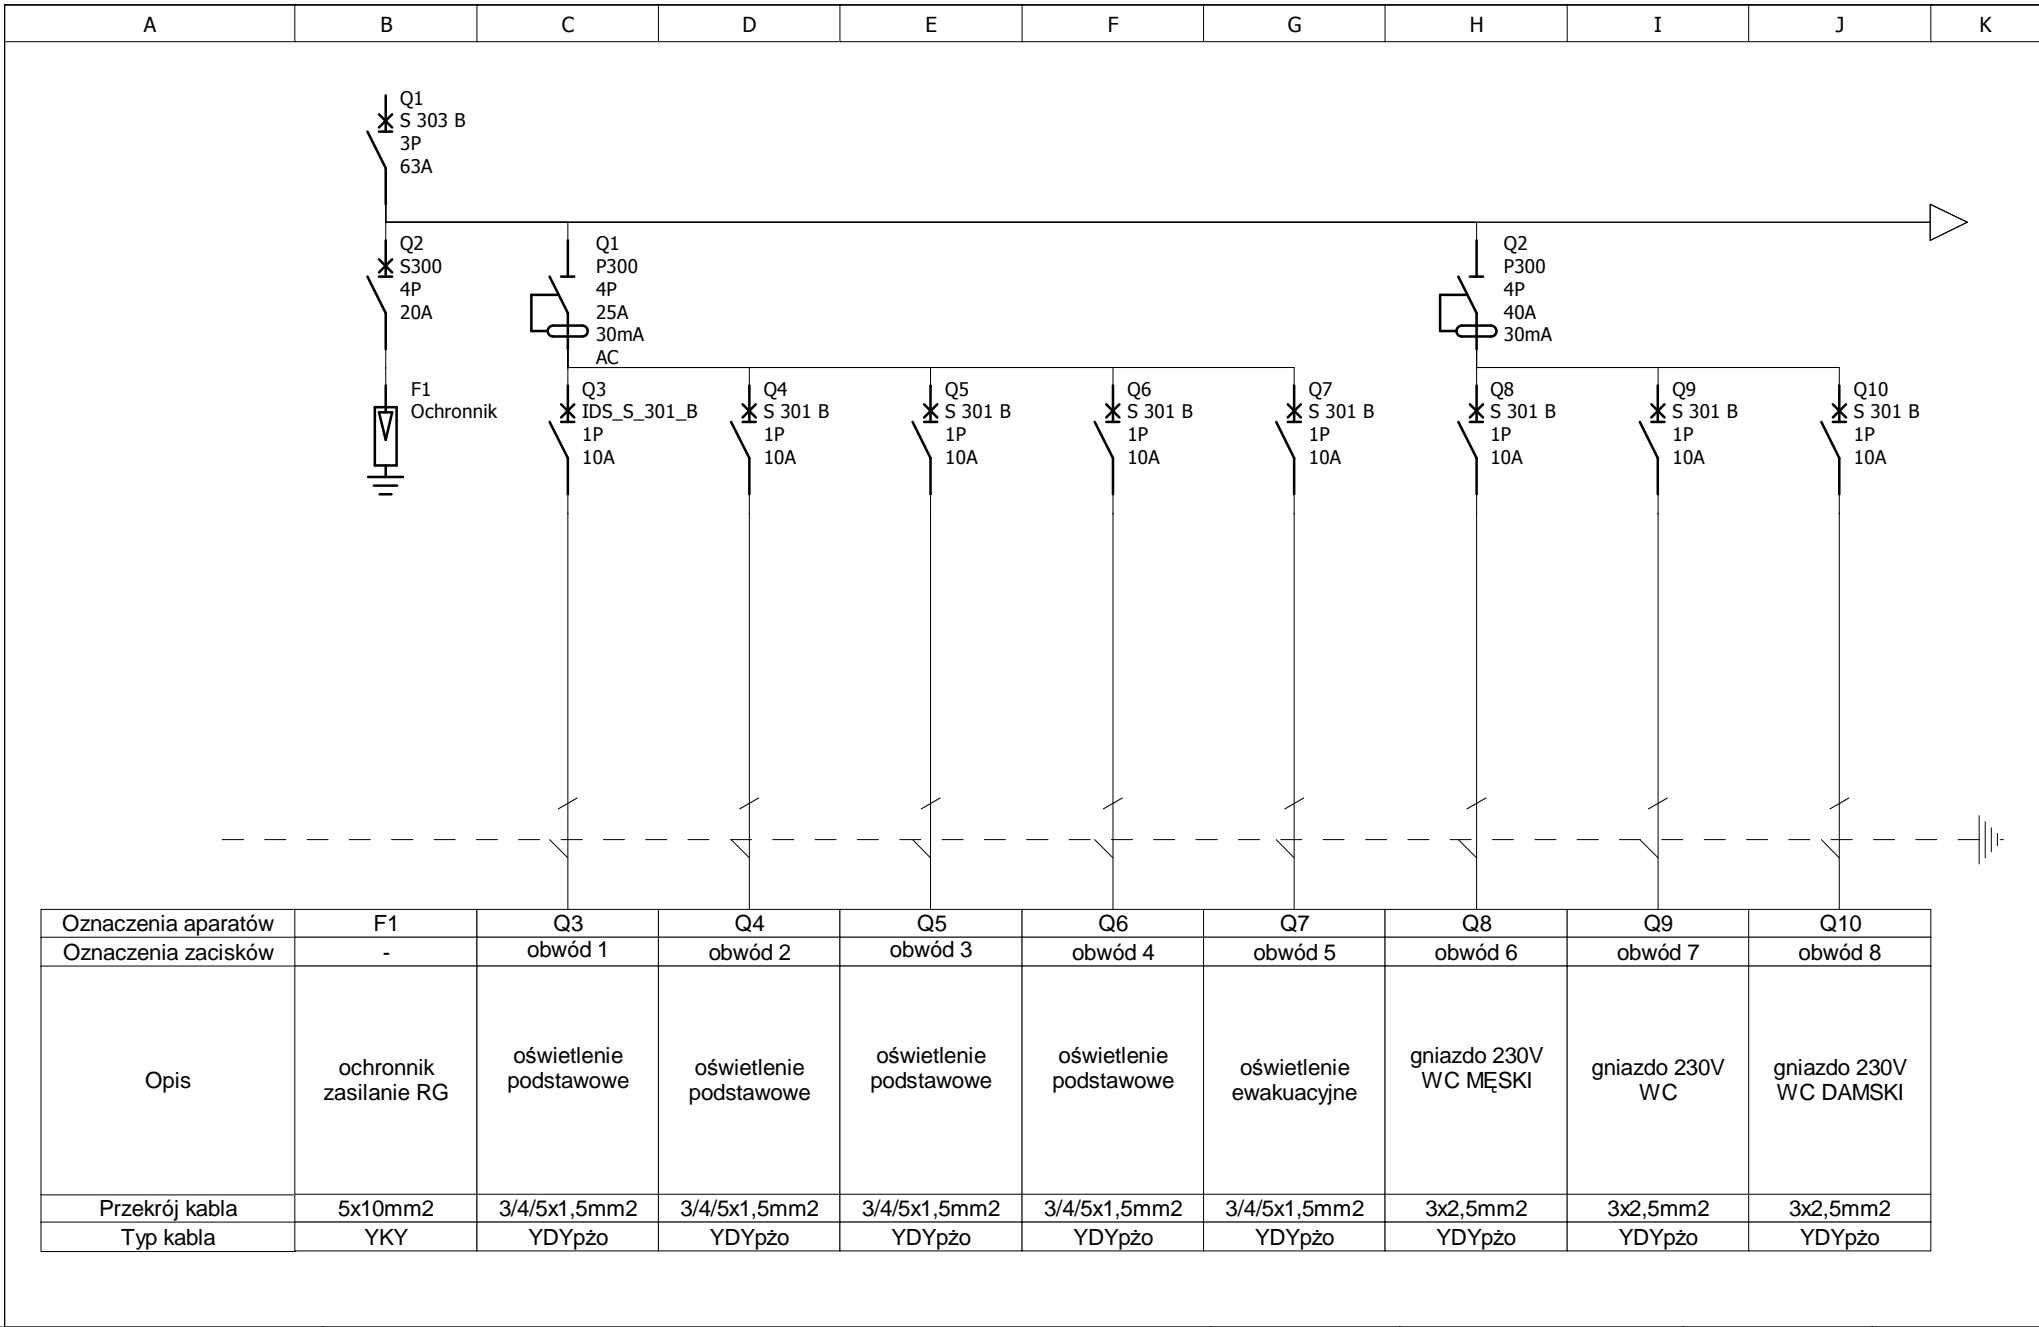 A B C D E F G H I J K
Q1
S 303 B
3P
63A
Q2
S300
4P
20A
Q1
P300
4P
25A
30mA
AC
Q2
P300
4P
40A
30mA
F1
Ochronnik
Q3
IDS_S_301_B
1P
10A
Q4
S 301 B
1P
10A
Q5
S 301 B
1P
10A
Q6
S 301 B
1P
10A
Q7
S 301 B
1P
10A
Q8
S 301 B
1P
10A
Q9
S 301 B
1P
10A
Q10
S 301 B
1P
10A
Oznaczenia aparatów F1 Q3 Q4 Q5 Q6 Q7 Q8 Q9 Q10
Oznaczenia zacisków - obwód 1 obwód 2 obwód 3 obwód 4 obwód 5 obwód 6 obwód 7 obwód 8
Opis
ochronnik
zasilanie RG
oświetlenie
podstawowe
oświetlenie
podstawowe
oświetlenie
podstawowe
oświetlenie
podstawowe
oświetlenie
ewakuacyjne
gniazdo 230V
WC MĘSKI
gniazdo 230V
WC
gniazdo 230V
WC DAMSKI
Przekrój kabla 5x10mm2 3/4/5x1,5mm2 3/4/5x1,5mm2 3/4/5x1,5mm2 3/4/5x1,5mm2 3/4/5x1,5mm2 3x2,5mm2 3x2,5mm2 3x2,5mm2
Typ kabla YKY YDYpżo YDYpżo YDYpżo YDYpżo YDYpżo YDYpżo YDYpżo YDYpżo